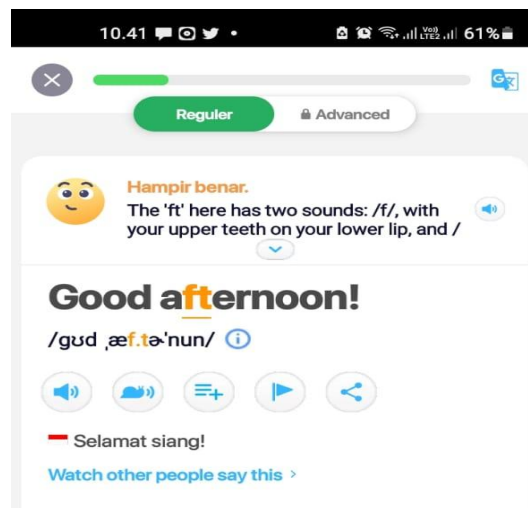 10.41
VoLTE2 61%
Reguler
Advanced
Hampir benar.
The 'ft' here has two sounds: /f/, with
your upper teeth on your lower lip, and /
Good afternoon!
/gʊd ˌæf.tɚˈnun/
Selamat siang!
Watch other people say this >